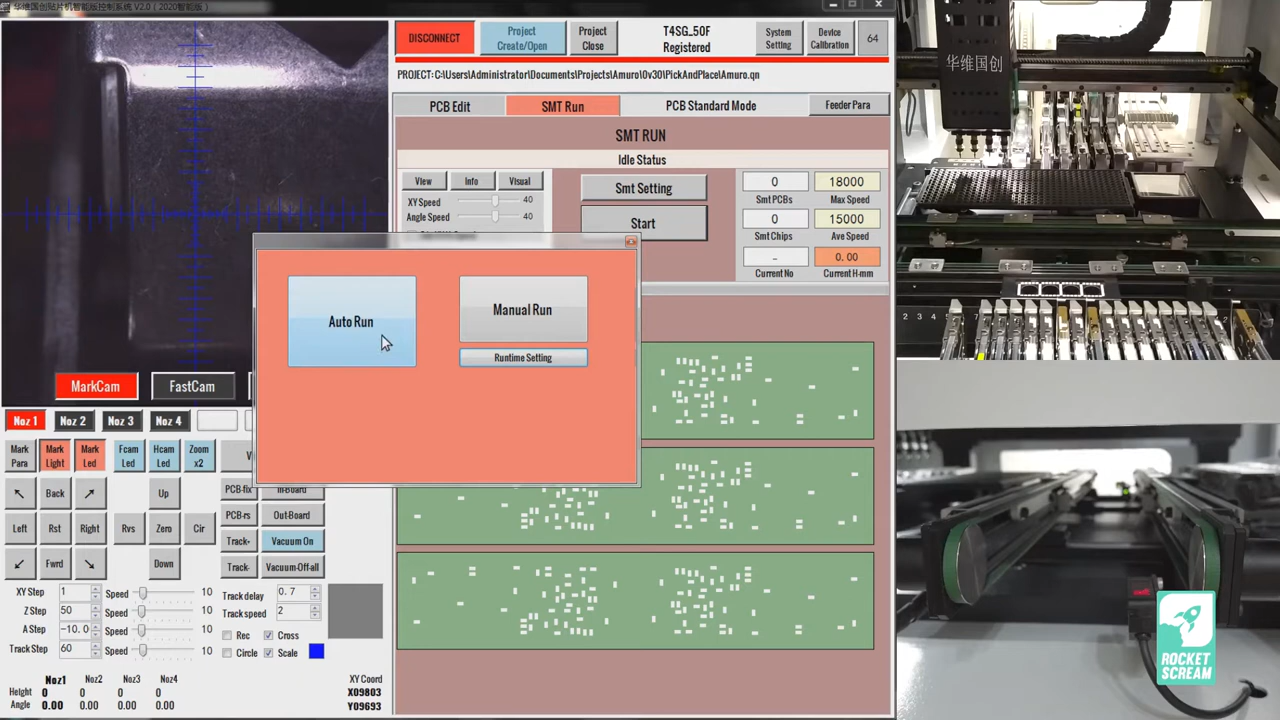 华维国创贴片机智能版控制系统 V2.0（2020智能版）
DISCONNECT
Project
Create/Open
Project
Close
T4SG_50F
Registered
System
Setting
Device
Calibration
64
PROJECT: C:\Users\Administrator\Documents\Projects\Amuro\0v30\PickAndPlace\Amuro.qn
PCB Edit
SMT Run
PCB Standard Mode
Feeder Para
SMT RUN
Idle Status
View
Info
Visual
XY Speed
40
Angle Speed
40
Smt Setting
Start
0
18000
Smt PCBs
Max Speed
0
15000
Smt Chips
Ave Speed
-
0.00
Current No
Current H-mm
Auto Run
Manual Run
Runtime Setting
MarkCam
FastCam
Noz 1
Noz 2
Noz 3
Noz 4
Mark
Para
Mark
Light
Mark
Led
Fcam
Led
Hcam
Led
Zoom
x2
V
↖
Back
↗
Up
Left
Rst
Right
Rvs
Zero
Cir
↙
Fwrd
↘
Down
PCB-fix
In-Board
PCB-rs
Out-Board
Track+
Vacuum On
Track-
Vacuum-Off-all
XY Step
1
Speed
10
Z Step
50
Speed
10
A Step
-10.0
Speed
10
Track Step
60
Speed
10
Track delay
0.7
Track speed
2
Rec
Cross
Circle
Scale
Noz1
Noz2
Noz3
Noz4
XY Coord
Height
0
0
0
0
X09803
Angle
0.00
0.00
0.00
0.00
Y09693
华维国创
2 3 4 5
ROCKET
SCREAM